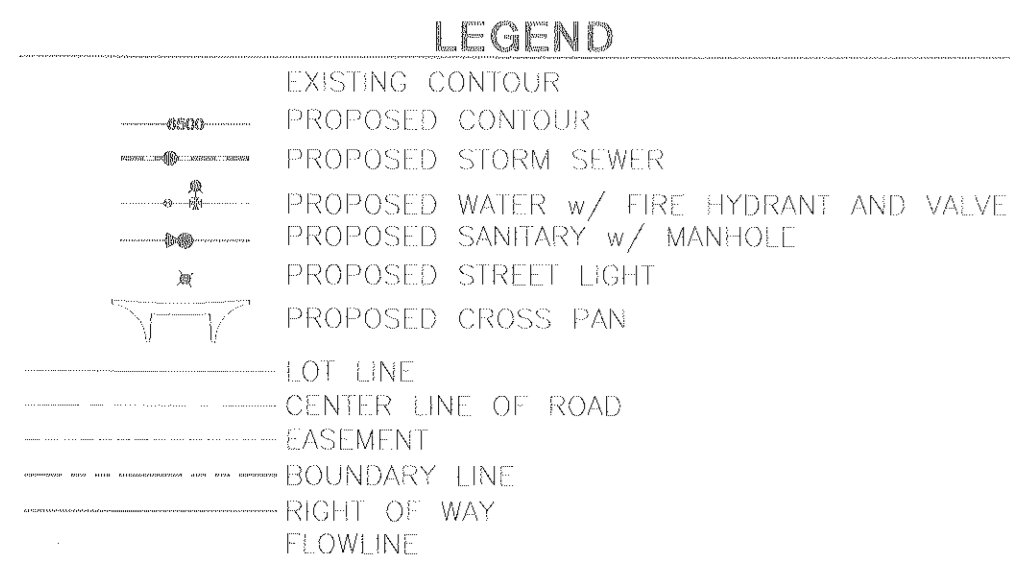 LEGEND
EXISTING CONTOUR
6500 PROPOSED CONTOUR
PROPOSED STORM SEWER
PROPOSED WATER w/ FIRE HYDRANT AND VALVE
PROPOSED SANITARY w/ MANHOLE
PROPOSED STREET LIGHT
PROPOSED CROSS PAN
LOT LINE
CENTER LINE OF ROAD
EASEMENT
BOUNDARY LINE
RIGHT OF WAY
FLOWLINE